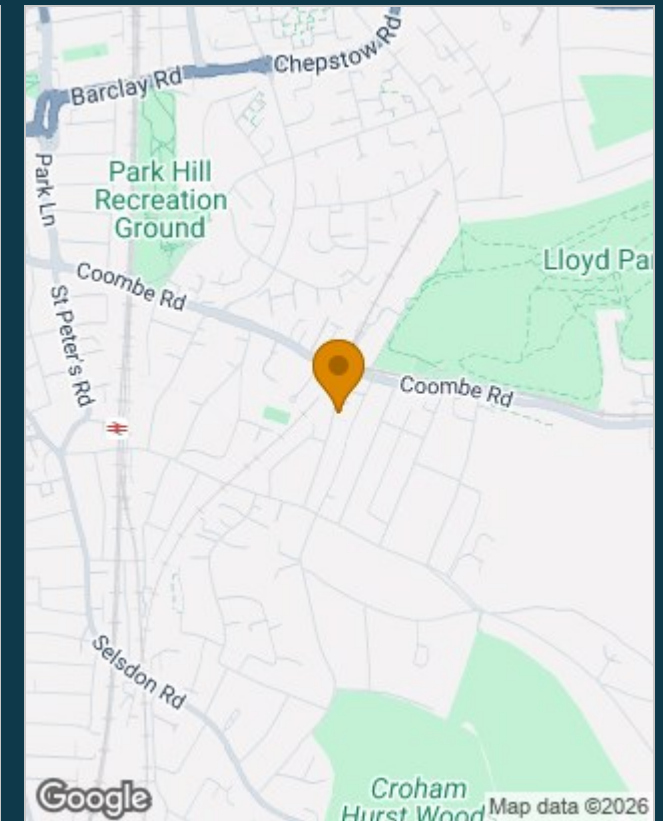 Chepstow Rd
Barclay Rd
Park Ln
Park Hill
Recreation
Ground
Lloyd Pa
Coombe Rd
St Peter's Rd
Coombe Rd
Selsdon Rd
Croham
Hurst Wood
Google
Map data ©2026